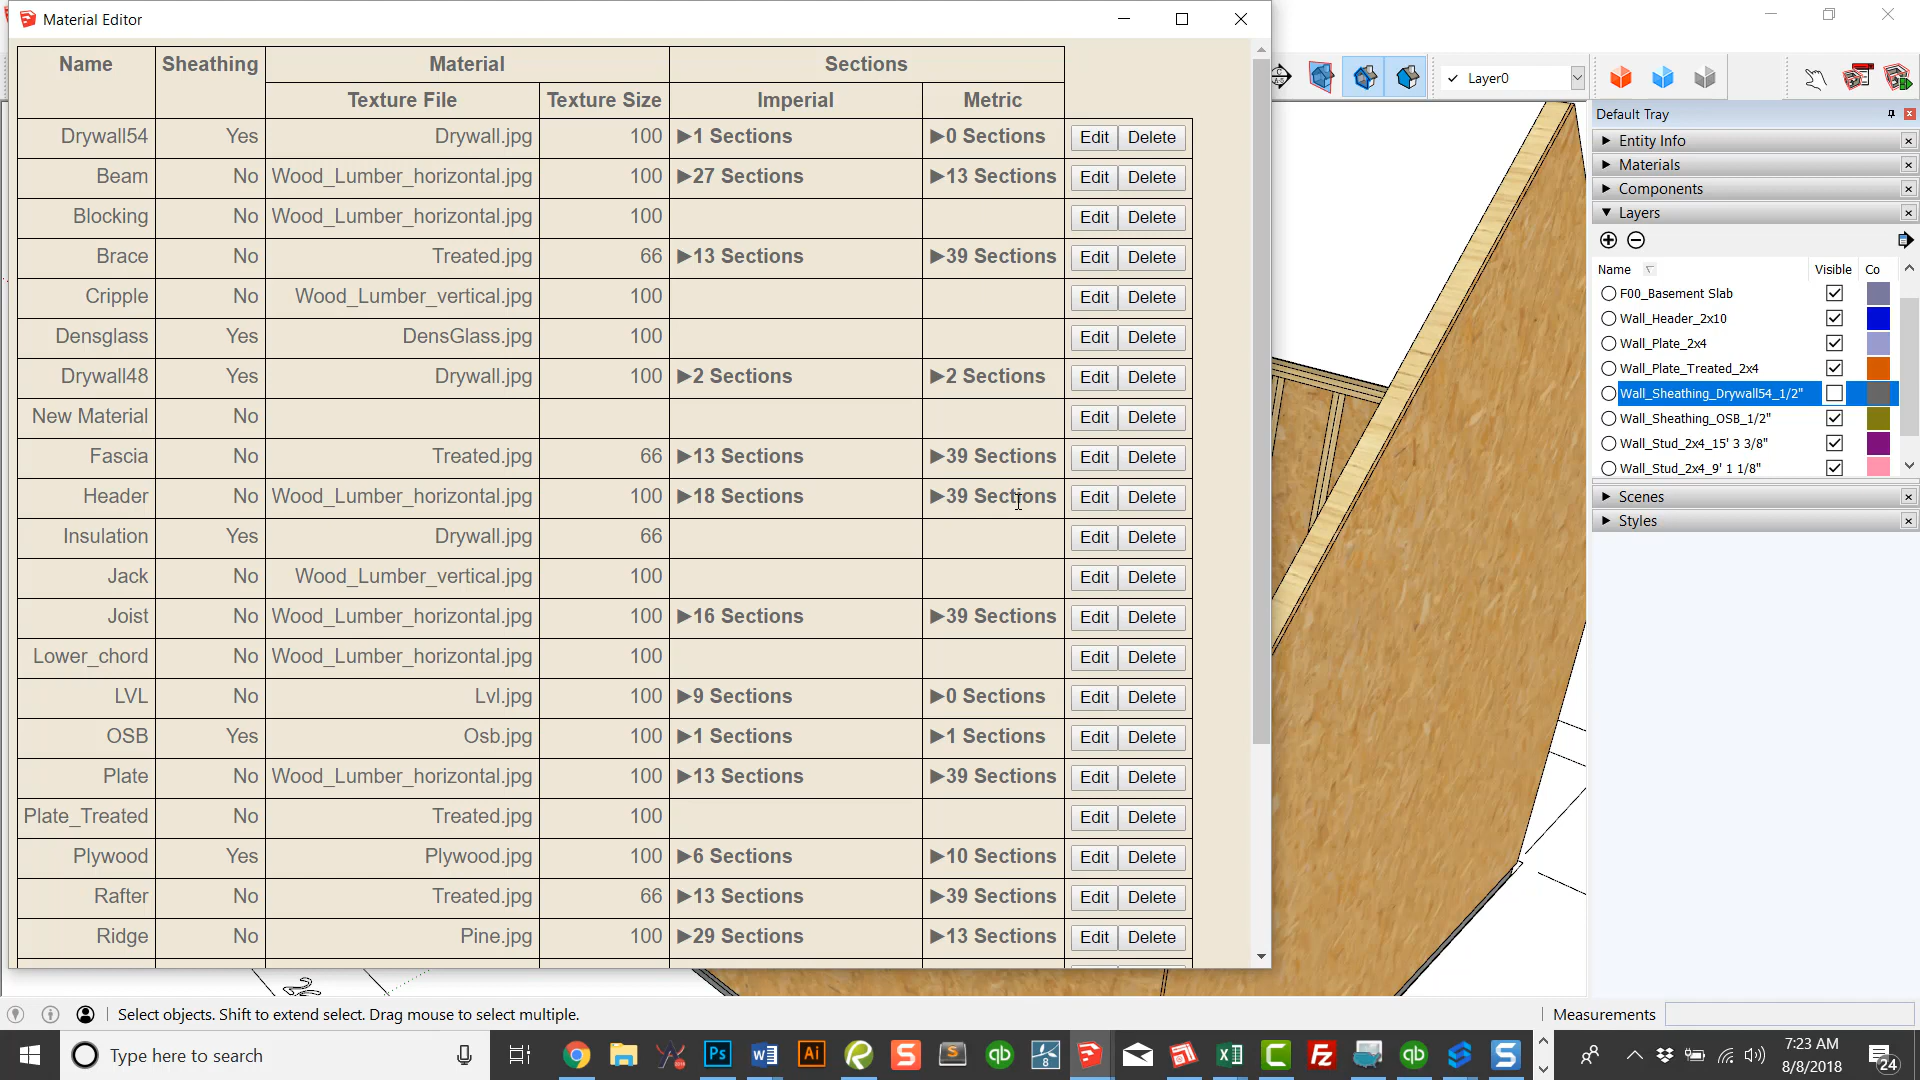 Material Editor
Name Sheathing Material Sections
Texture File Texture Size Imperial Metric
Drywall54 Yes Drywall.jpg 100 ▶1 Sections ▶0 Sections Edit Delete
Beam No Wood_Lumber_horizontal.jpg 100 ▶27 Sections ▶13 Sections Edit Delete
Blocking No Wood_Lumber_horizontal.jpg 100 Edit Delete
Brace No Treated.jpg 66 ▶13 Sections ▶39 Sections Edit Delete
Cripple No Wood_Lumber_vertical.jpg 100 Edit Delete
Densglass Yes DensGlass.jpg 100 Edit Delete
Drywall48 Yes Drywall.jpg 100 ▶2 Sections ▶2 Sections Edit Delete
New Material No Edit Delete
Fascia No Treated.jpg 66 ▶13 Sections ▶39 Sections Edit Delete
Header No Wood_Lumber_horizontal.jpg 100 ▶18 Sections ▶39 Sections Edit Delete
Insulation Yes Drywall.jpg 66 Edit Delete
Jack No Wood_Lumber_vertical.jpg 100 Edit Delete
Joist No Wood_Lumber_horizontal.jpg 100 ▶16 Sections ▶39 Sections Edit Delete
Lower_chord No Wood_Lumber_horizontal.jpg 100 Edit Delete
LVL No Lvl.jpg 100 ▶9 Sections ▶0 Sections Edit Delete
OSB Yes Osb.jpg 100 ▶1 Sections ▶1 Sections Edit Delete
Plate No Wood_Lumber_horizontal.jpg 100 ▶13 Sections ▶39 Sections Edit Delete
Plate_Treated No Treated.jpg 100 Edit Delete
Plywood Yes Plywood.jpg 100 ▶6 Sections ▶10 Sections Edit Delete
Rafter No Treated.jpg 66 ▶13 Sections ▶39 Sections Edit Delete
Ridge No Pine.jpg 100 ▶29 Sections ▶13 Sections Edit Delete
Layer0
Default Tray
Entity Info
Materials
Components
Layers
Name Visible Co
F00_Basement Slab
Wall_Header_2x10
Wall_Plate_2x4
Wall_Plate_Treated_2x4
Wall_Sheathing_Drywall54_1/2"
Wall_Sheathing_OSB_1/2"
Wall_Stud_2x4_15' 3 3/8"
Wall_Stud_2x4_9' 1 1/8"
Scenes
Styles
Select objects. Shift to extend select. Drag mouse to select multiple.
Measurements
Type here to search
Ps
Ai
qb
8
Fz
qb
7:23 AM
8/8/2018
24